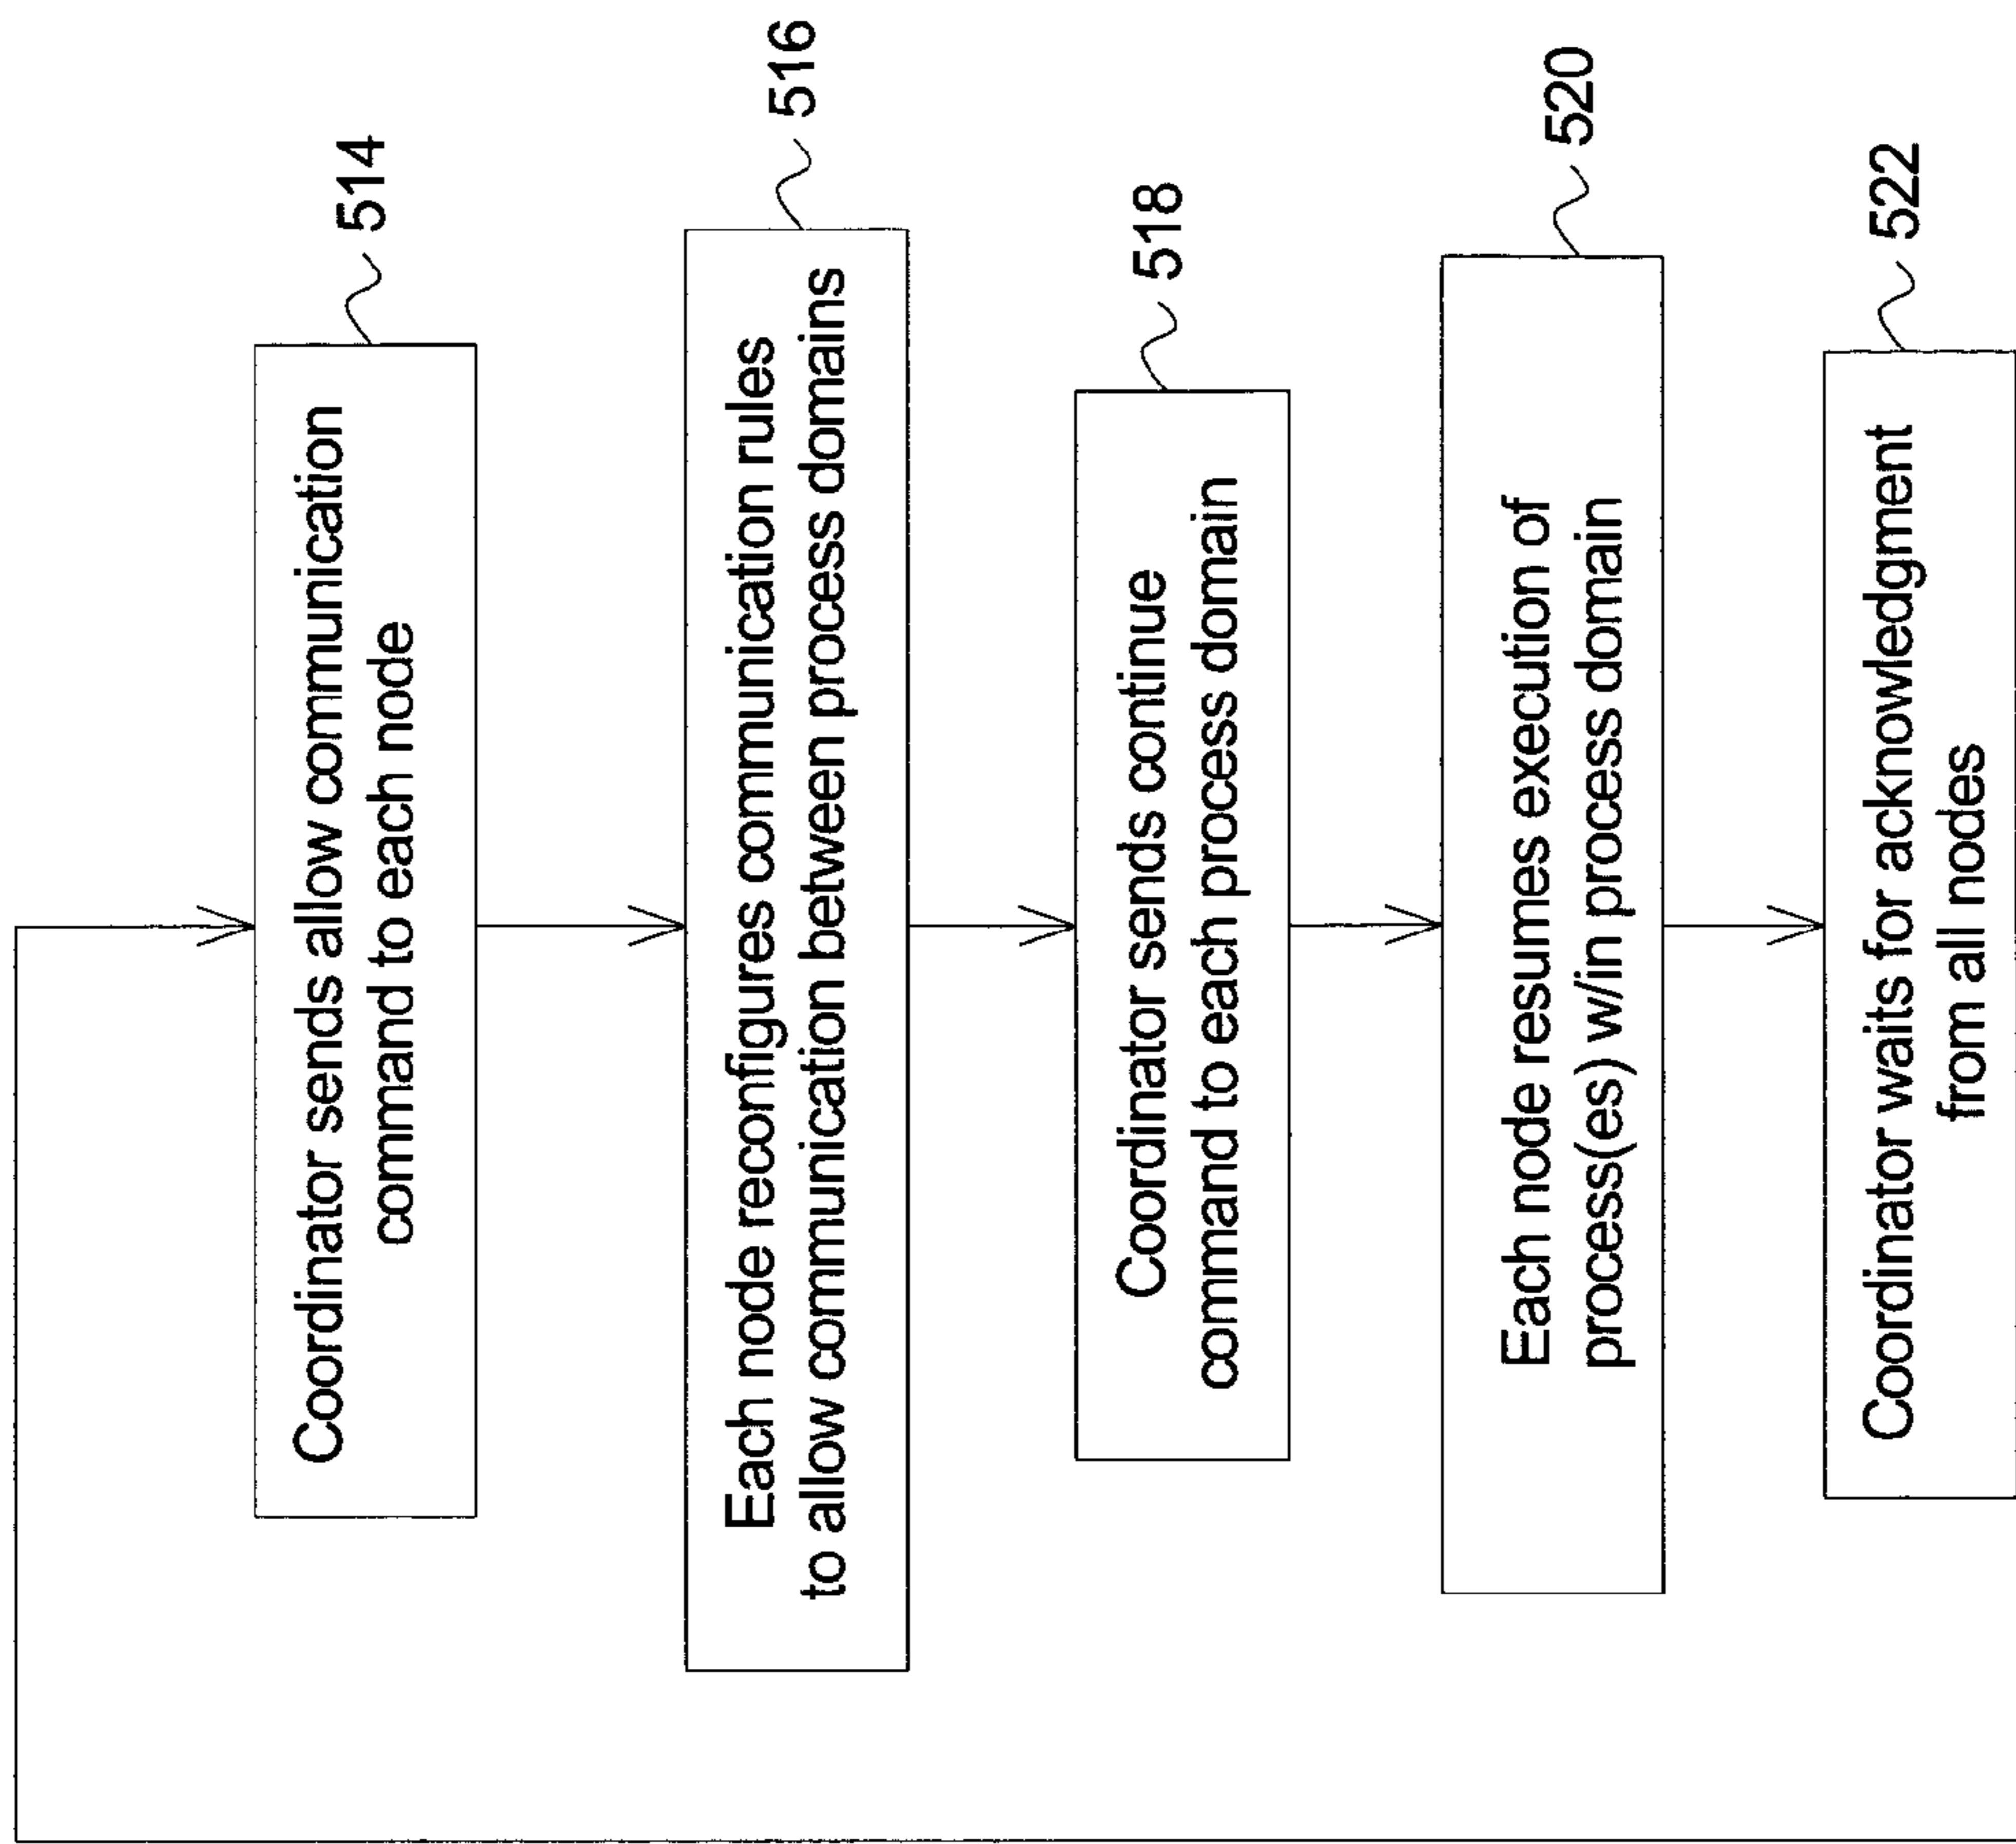 Coordinator sends allow communication
command to each node
514
Each node reconfigures communication rules
to allow communication between process domains
516
Coordinator sends continue
command to each process domain
518
Each node resumes execution of
process(es) w/in process domain
520
Coordinator waits for acknowledgment
from all nodes
522